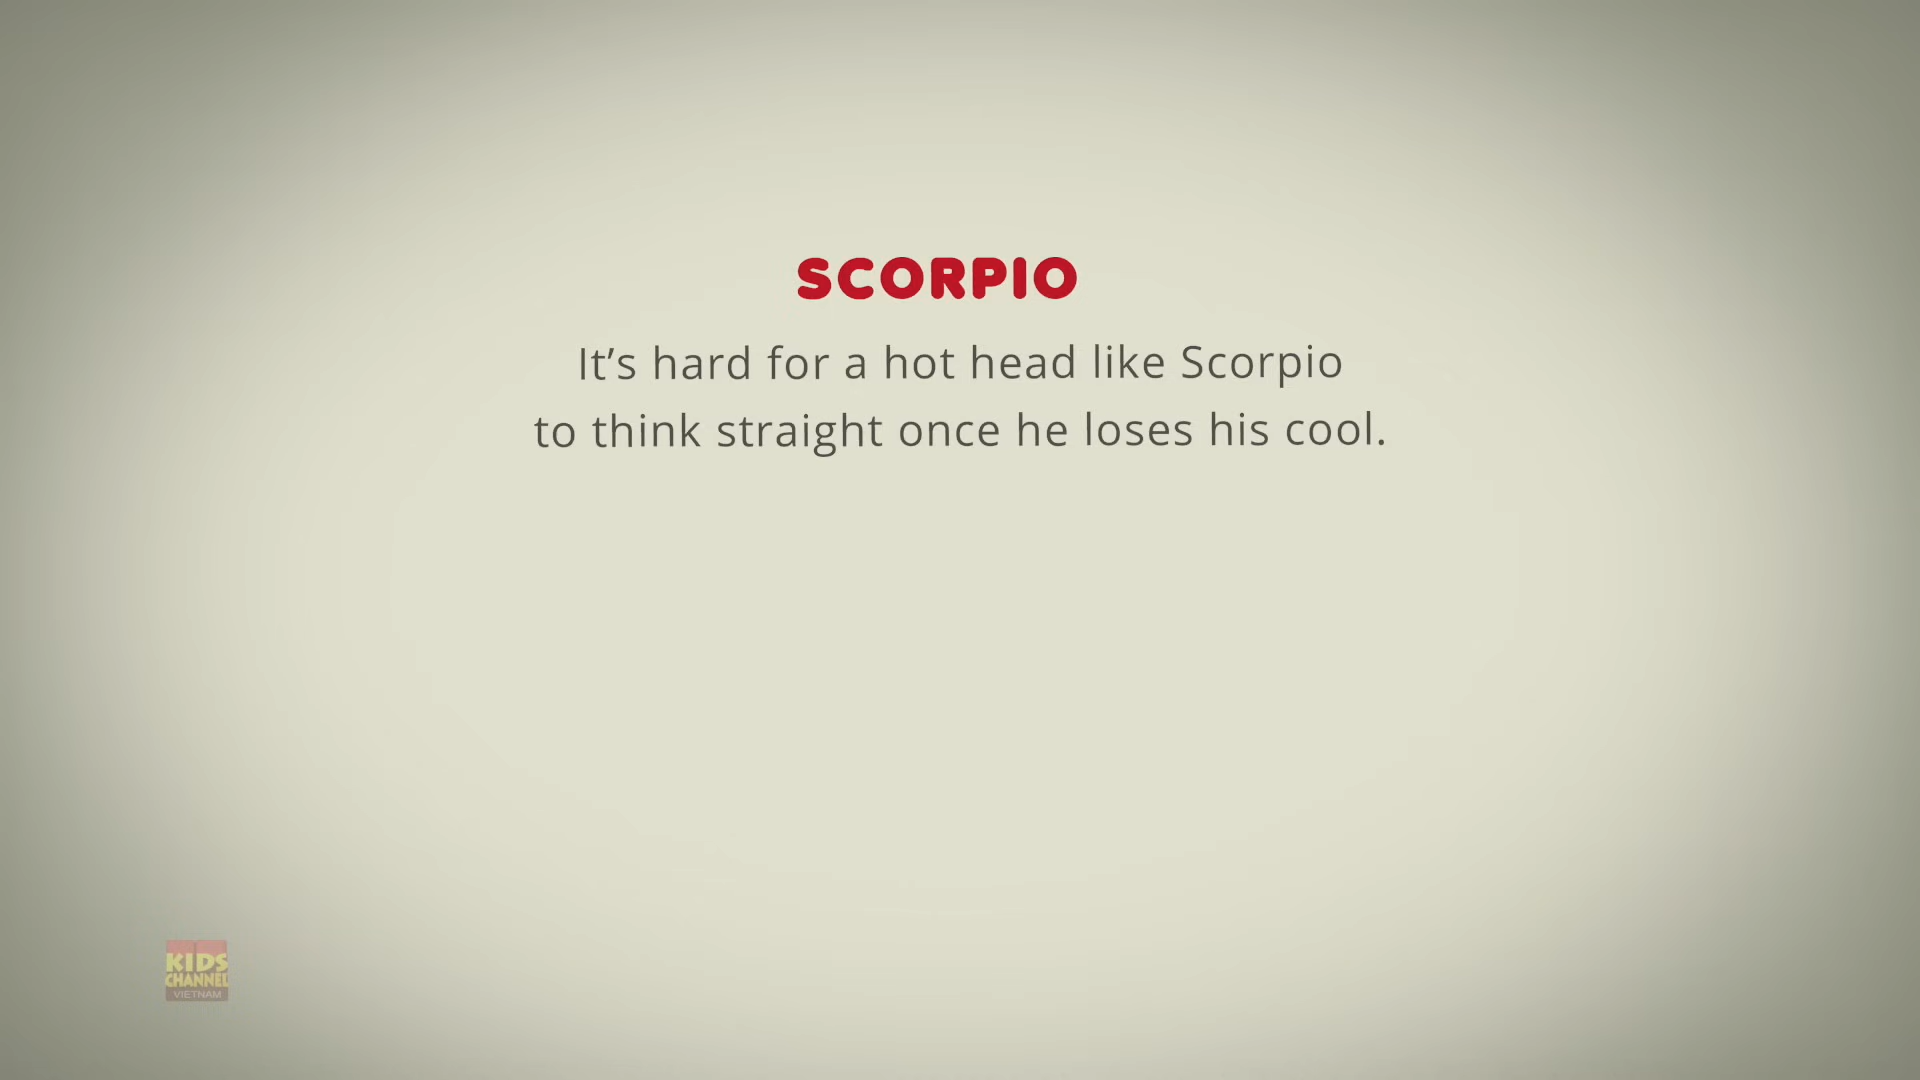 SCORPIO
It’s hard for a hot head like Scorpio
to think straight once he loses his cool.
KIDS
CHANNEL
VIETNAM